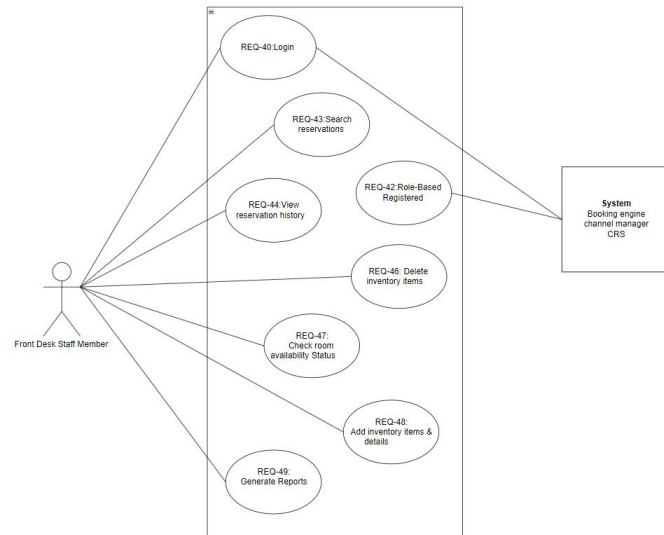 REQ-40:Login
REQ-43:Search
reservations
REQ-42:Role-Based
Registered
REQ-44:View
reservation history
System
Booking engine
channel manager
CRS
REQ-46: Delete
inventory items
Front Desk Staff Member
REQ-47:
Check room
availability Status
REQ-48:
Add inventory items &
details
REQ-49:
Generate Reports